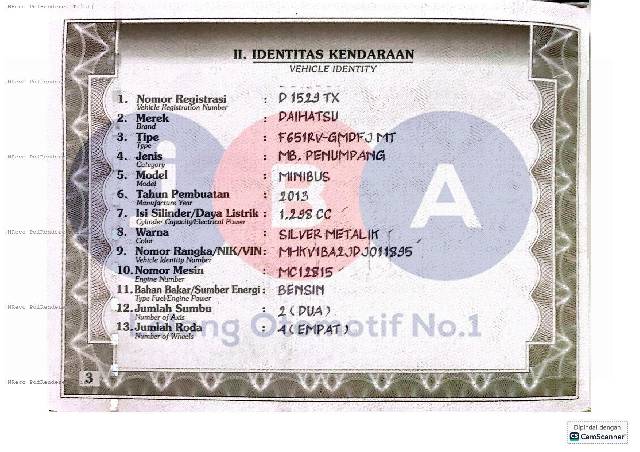 II. IDENTITAS KENDARAAN
VEHICLE IDENTITY
1. Nomor Registrasi : D 1529 TX
Vehicle Registration Number
2. Merek : DAIHATSU
Brand
3. Tipe : F651RV-GMDFJ MT
Type
4. Jenis : MB. PENUMPANG
Category
5. Model : MINIBUS
Model
6. Tahun Pembuatan : 2013
Manufacture Year
7. Isi Silinder/Daya Listrik : 1.298 CC
Cylinder Capacity/Electrical Power
8. Warna : SILVER METALIK
Color
9. Nomor Rangka/NIK/VIN : MHKV1BA2JDJ011895
Vehicle Identity Number
10. Nomor Mesin : MC12815
Engine Number
11. Bahan Bakar/Sumber Energi : BENSIN
Type Fuel/Engine Power
12. Jumlah Sumbu : 2 (DUA)
Number of Axis
13. Jumlah Roda : 4 (EMPAT)
Number of Wheels
No.1
3
Dipindai dengan
CS CamScanner